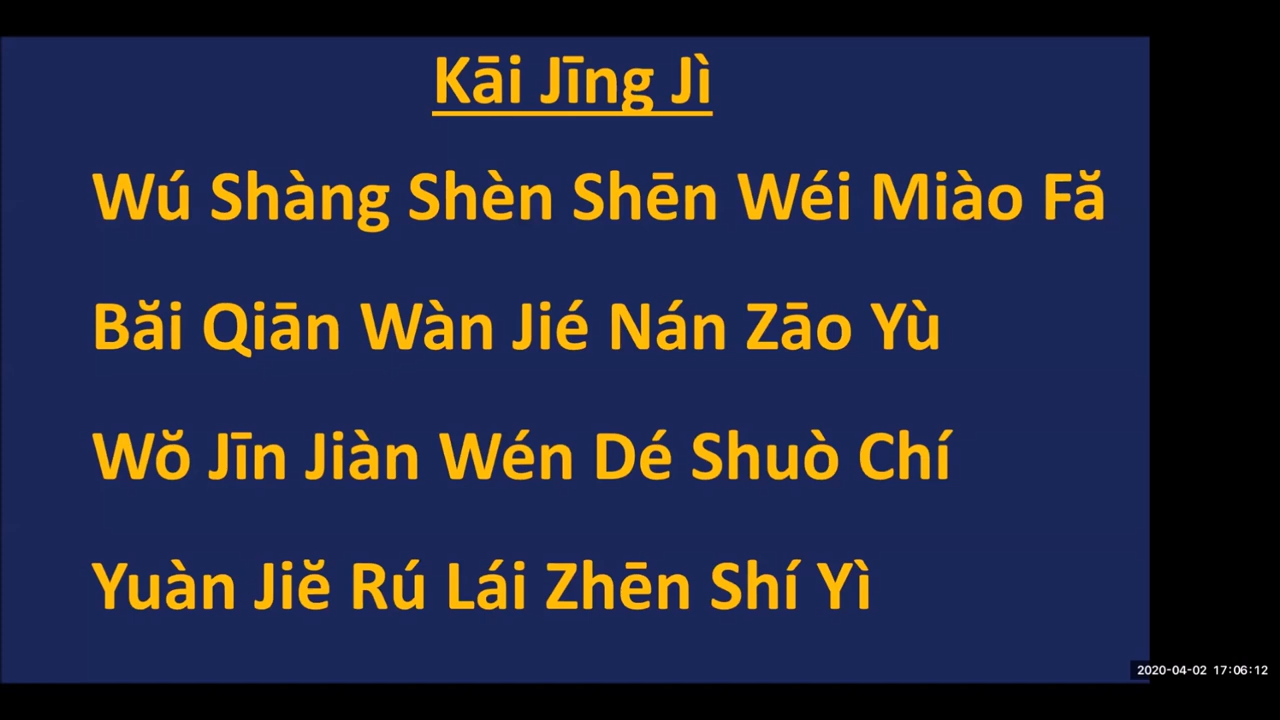 Kāi Jīng Jì
Wú Shàng Shèn Shēn Wéi Miào Fă
Băi Qiān Wàn Jié Nán Zāo Yù
Wŏ Jīn Jiàn Wén Dé Shuò Chí
Yuàn Jiĕ Rú Lái Zhēn Shí Yì
2020-04-02 17:06:12